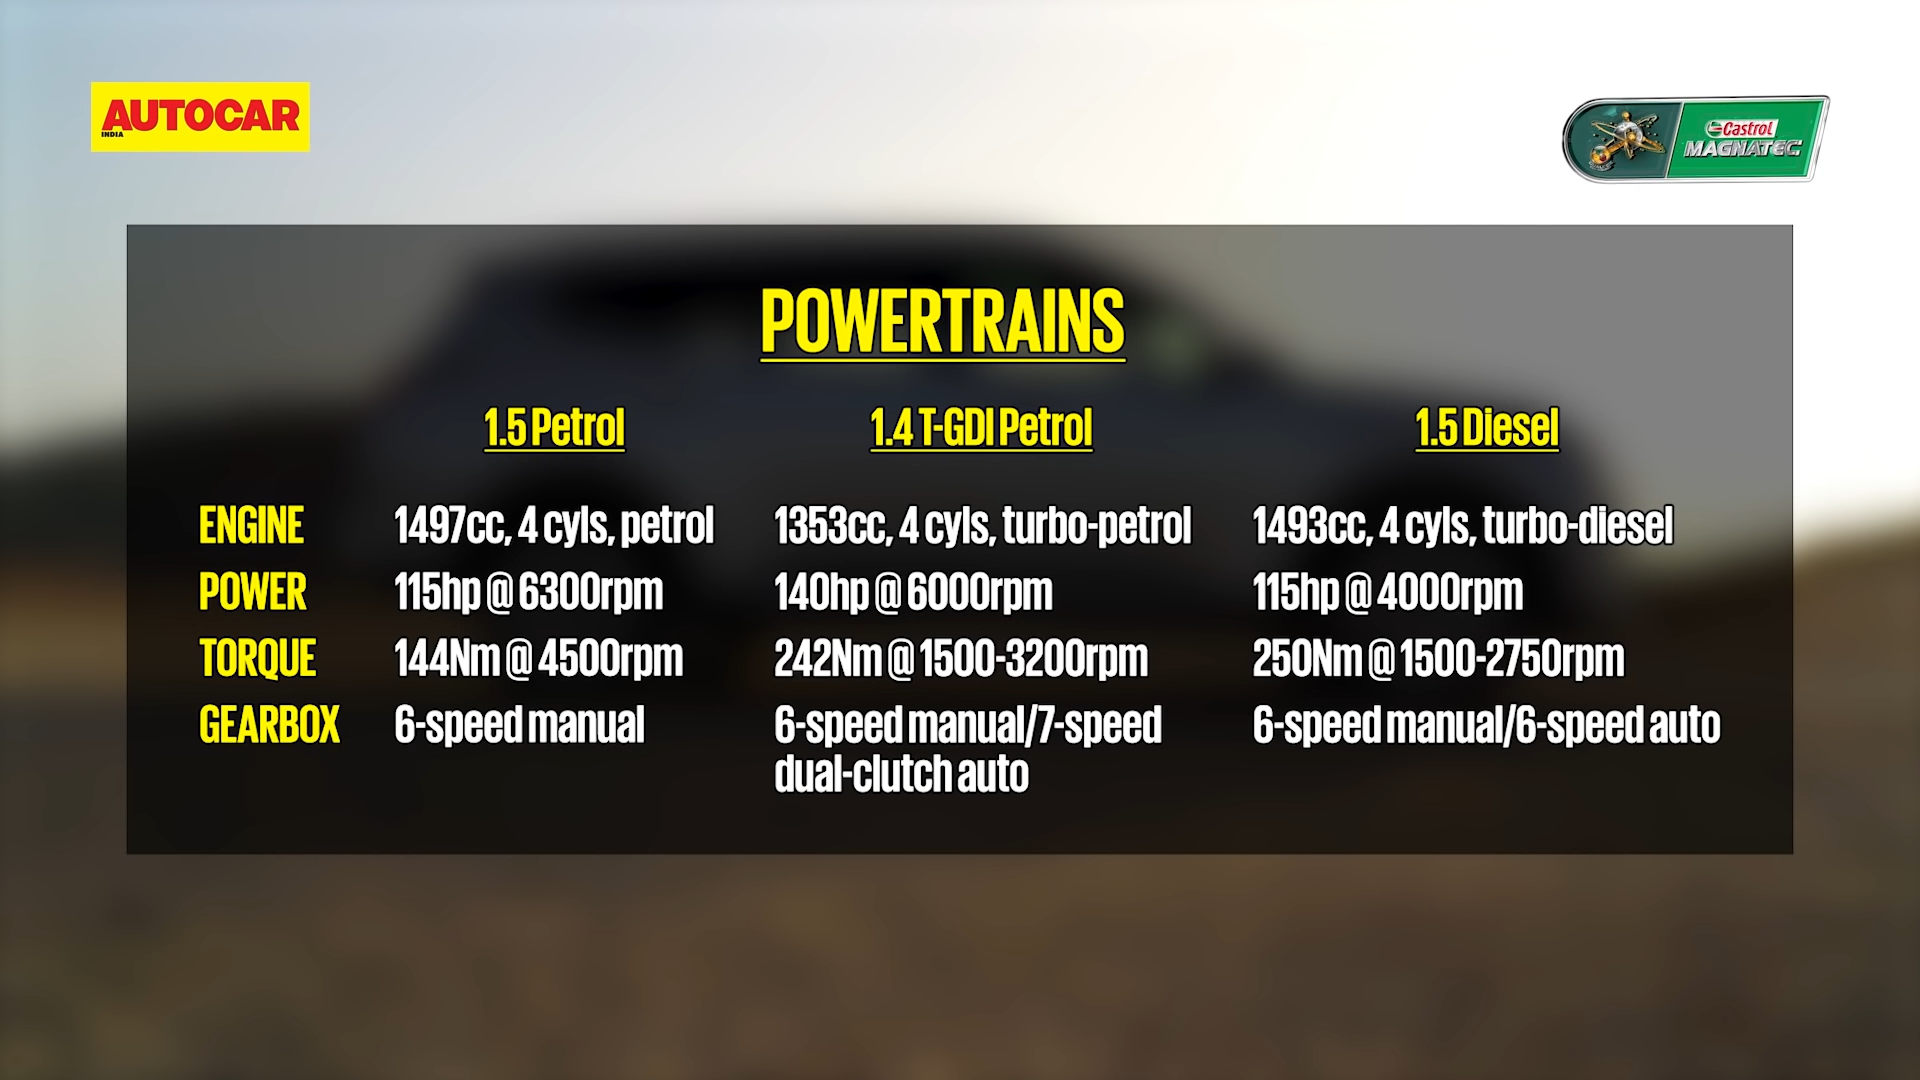 AUTOCAR
INDIA
Castrol
MAGNATEC
POWERTRAINS
1.5 Petrol 1.4 T-GDI Petrol 1.5 Diesel
ENGINE 1497cc, 4 cyls, petrol 1353cc, 4 cyls, turbo-petrol 1493cc, 4 cyls, turbo-diesel
POWER 115hp @ 6300rpm 140hp @ 6000rpm 115hp @ 4000rpm
TORQUE 144Nm @ 4500rpm 242Nm @ 1500-3200rpm 250Nm @ 1500-2750rpm
GEARBOX 6-speed manual 6-speed manual/7-speed 6-speed manual/6-speed auto
dual-clutch auto